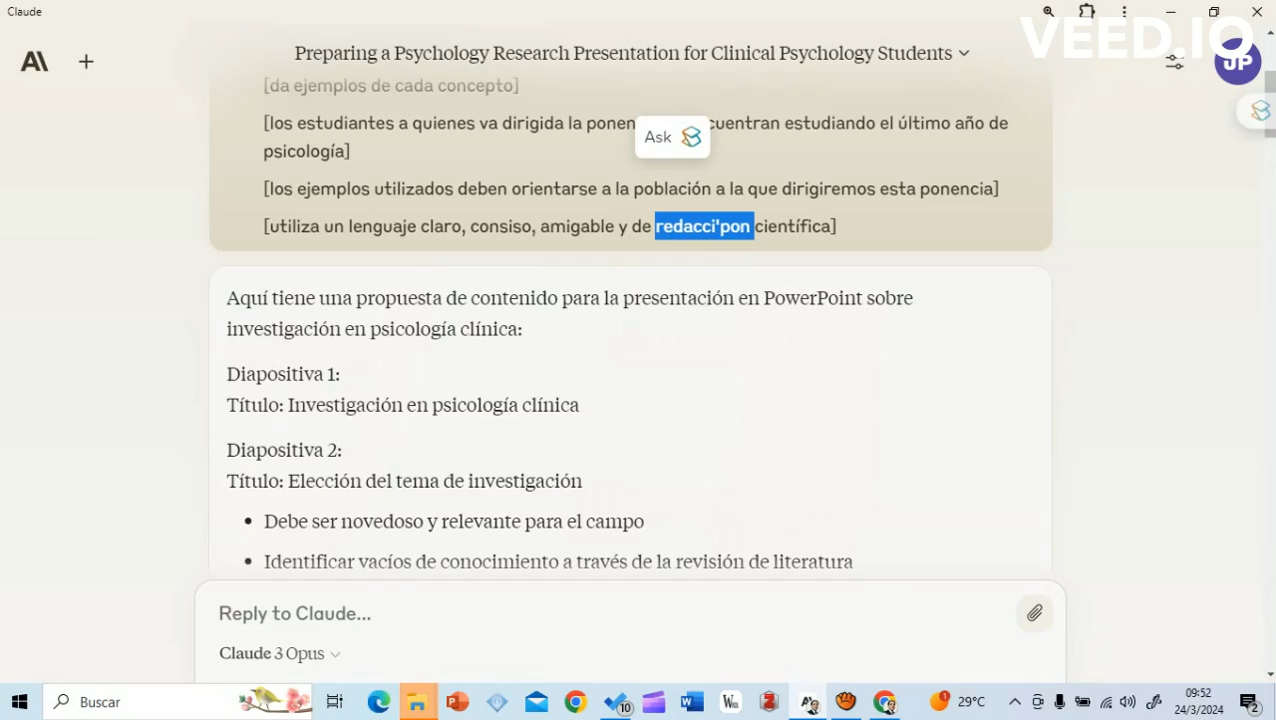 Claude
VEED.IO
Preparing a Psychology Research Presentation for Clinical Psychology Students
JP
[da ejemplos de cada concepto]
[los estudiantes a quienes va dirigida la ponen cuentran estudiando el último año de
psicología]
Ask
[los ejemplos utilizados deben orientarse a la población a la que dirigiremos esta ponencia]
[utiliza un lenguaje claro, consiso, amigable y de redacci'pon científica]
Aquí tiene una propuesta de contenido para la presentación en PowerPoint sobre
investigación en psicología clínica:
Diapositiva 1:
Título: Investigación en psicología clínica
Diapositiva 2:
Título: Elección del tema de investigación
• Debe ser novedoso y relevante para el campo
• Identificar vacíos de conocimiento a través de la revisión de literatura
Reply to Claude...
Claude 3 Opus
Buscar
10
1
29°C
09:52
24/3/2024
2